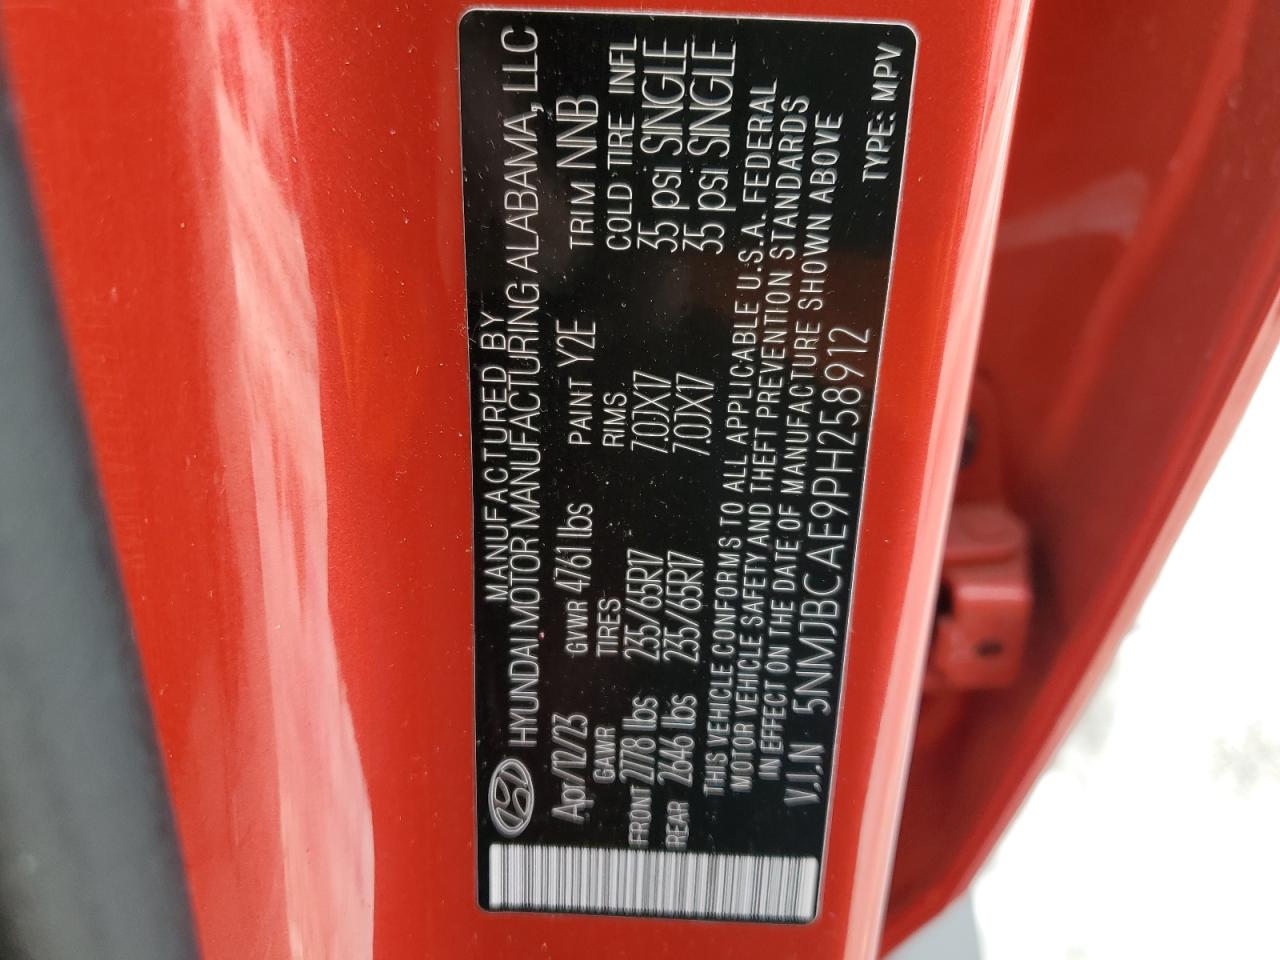 MANUFACTURED BY
HYUNDAI MOTOR MANUFACTURING ALABAMA, LLC
Apr/12/23 GVWR 4761 lbs PAINT Y2E TRIM NNB
GAWR TIRES RIMS COLD TIRE INFL
FRONT 2778 lbs 235/65R17 7.0JX17 35 psi SINGLE
REAR 2646 lbs 235/65R17 7.0JX17 35 psi SINGLE
THIS VEHICLE CONFORMS TO ALL APPLICABLE U.S.A. FEDERAL
MOTOR VEHICLE SAFETY AND THEFT PREVENTION STANDARDS
IN EFFECT ON THE DATE OF MANUFACTURE SHOWN ABOVE
V.I.N 5NMJBCAE9PH258912 TYPE: MPV